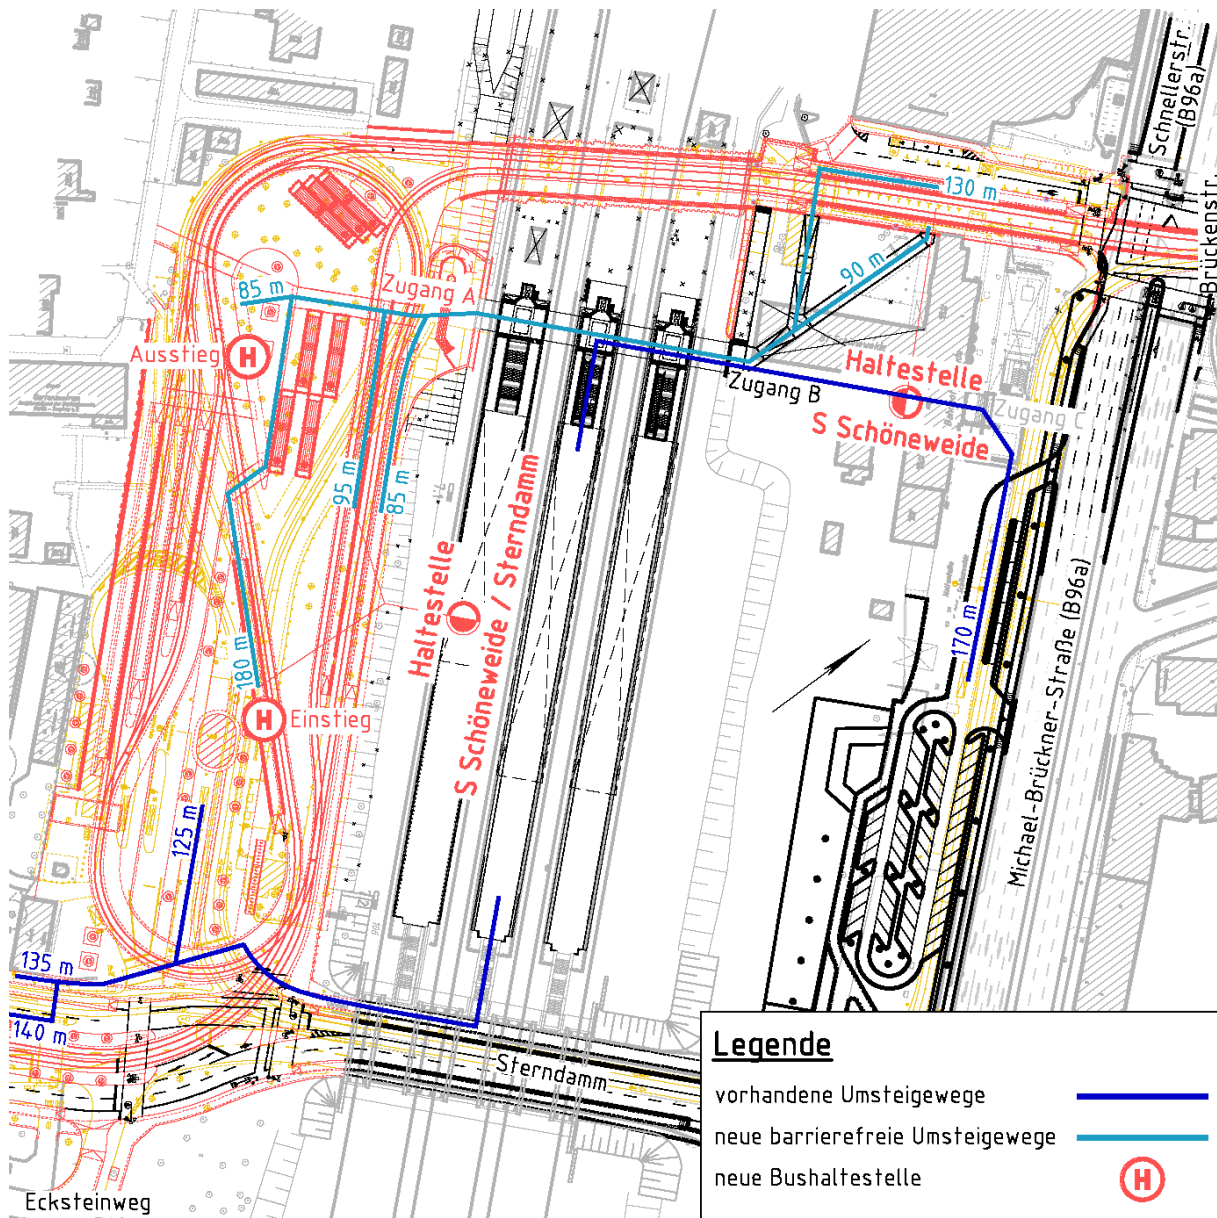 Schnellerstr.
(B96a)
Brückenstr.
130 m
90 m
85 m
Zugang A
Ausstieg
H
Zugang B
Haltestelle
S Schöneweide
Zugang C
95 m
85 m
Haltestelle
S Schöneweide / Sterndamm
180 m
H
Einstieg
170 m
Michael-Brückner-Straße (B96a)
125 m
135 m
140 m
Sterndamm
Ecksteinweg
Legende
vorhandene Umsteigewege
neue barrierefreie Umsteigewege
neue Bushaltestelle
H